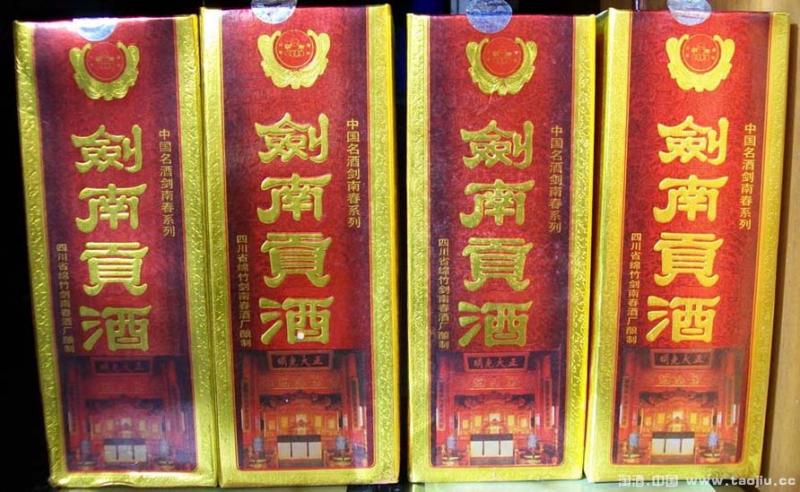 劍南貢酒
中国名酒剑南春系列
四川省绵竹剑南春酒厂酿制
明光大正
劍南貢酒
中国名酒剑南春系列
四川省绵竹剑南春酒厂酿制
明光大正
劍南貢酒
中国名酒剑南春系列
四川省绵竹剑南春酒厂酿制
明光大正
劍南貢酒
中国名酒剑南春系列
四川省绵竹剑南春酒厂酿制
明光大正
淘酒.中国 www.taojiu.cc